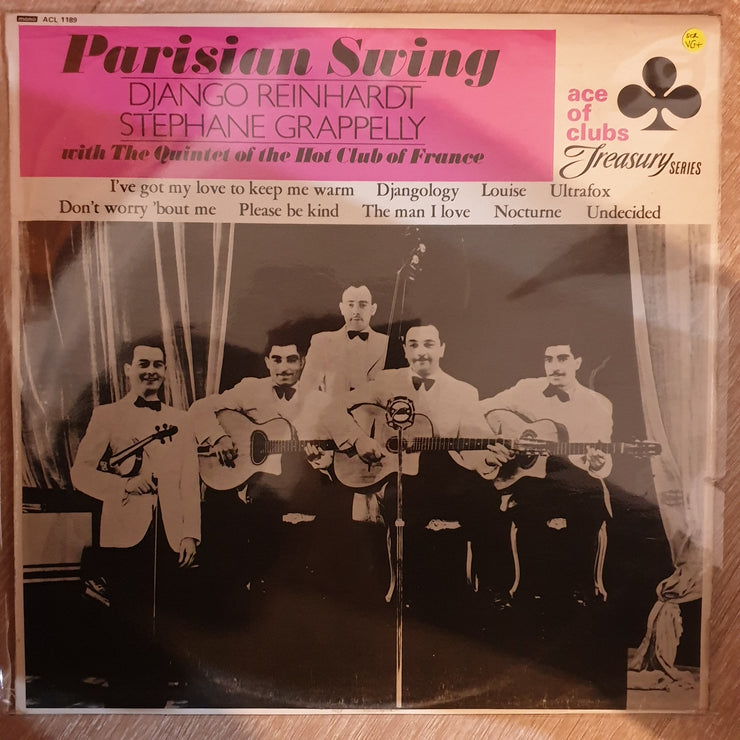 mono ACL 1189
Parisian Swing
DJANGO REINHARDT
STEPHANE GRAPPELLY
with The Quintet of the Hot Club of France
ace
of
clubs
Treasury SERIES
VG+
I've got my love to keep me warm Djangology Louise Ultrafox
Don't worry 'bout me Please be kind The man I love Nocturne Undecided